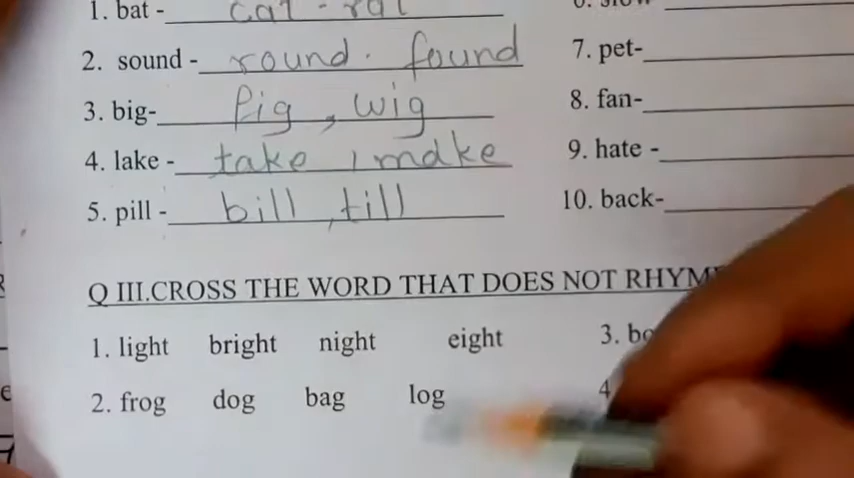 1. bat - cat - rat
2. sound - round . found
3. big- Pig , wig
4. lake - take , make
5. pill - bill , till
7. pet-
8. fan-
9. hate -
10. back-
Q III.CROSS THE WORD THAT DOES NOT
1. light bright night eight 3.
2. frog dog bag log 4